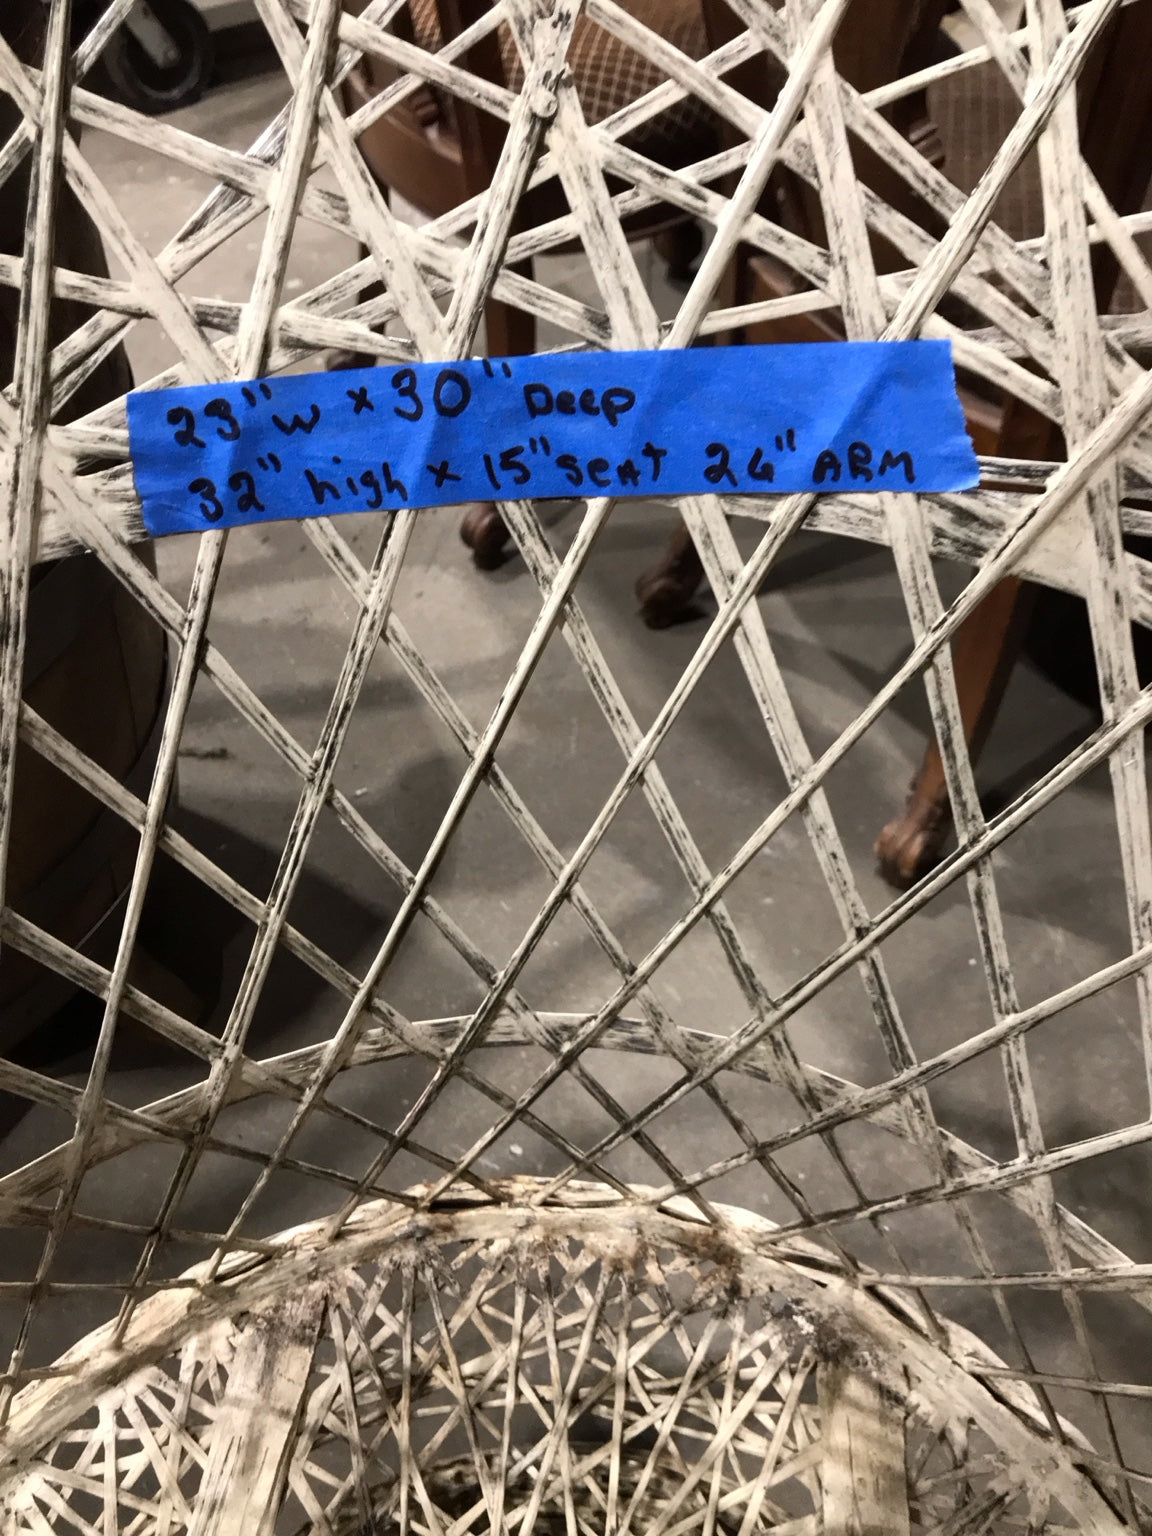 23"w x 30" Deep
32" high x 15" seat 24" ARM